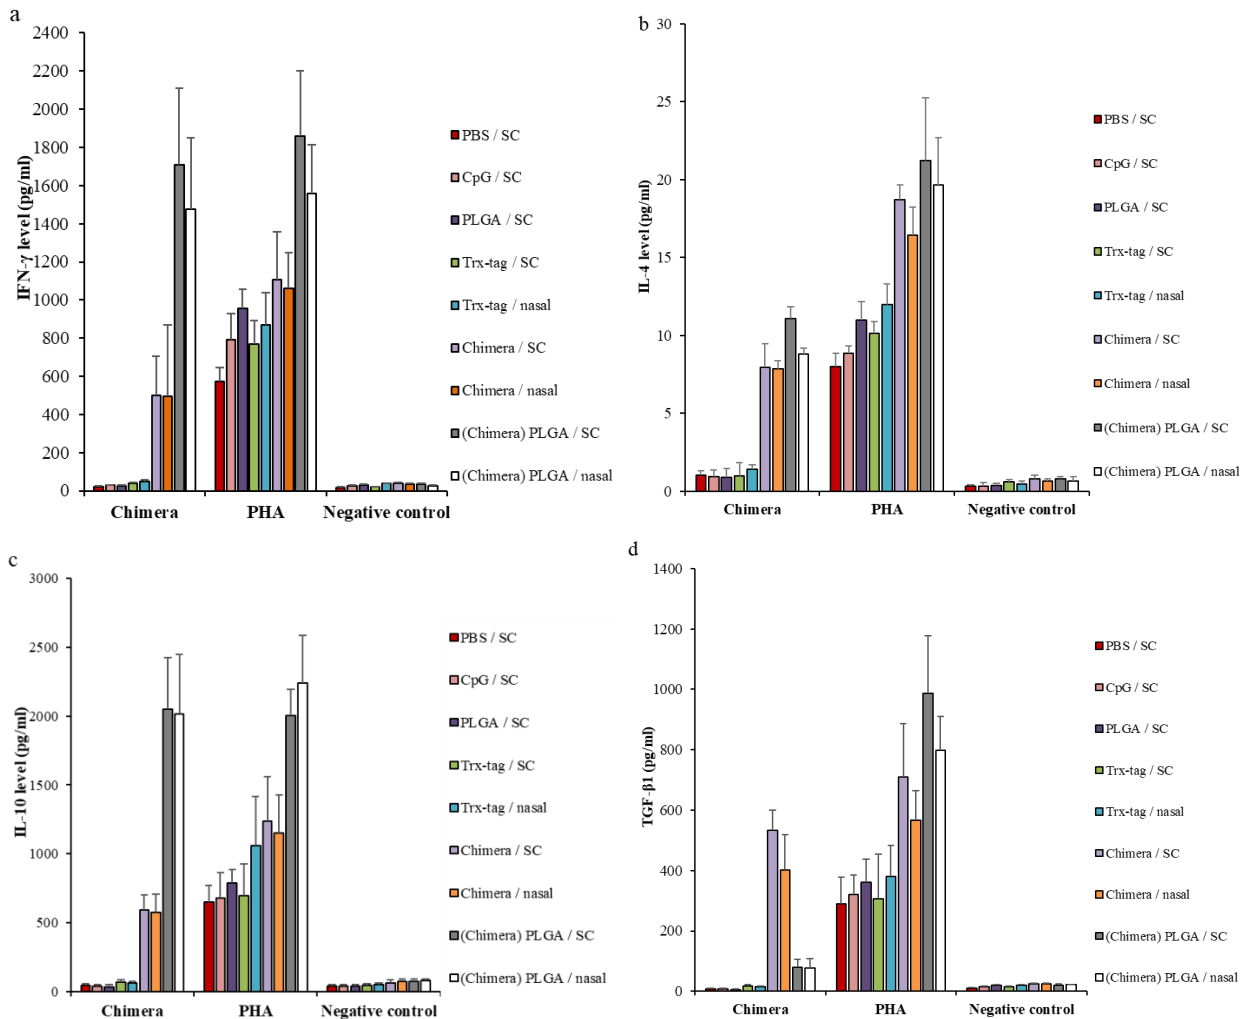 a
IFN-γ level (pg/ml)
2400
2200
2000
1800
1600
1400
1200
1000
800
600
400
200
0
Chimera
PHA
Negative control
PBS / SC
CpG / SC
PLGA / SC
Trx-tag / SC
Trx-tag / nasal
Chimera / SC
Chimera / nasal
(Chimera) PLGA / SC
(Chimera) PLGA / nasal
b
IL-4 level (pg/ml)
30
25
20
15
10
5
0
Chimera
PHA
Negative control
PBS / SC
CpG / SC
PLGA / SC
Trx-tag / SC
Trx-tag / nasal
Chimera / SC
Chimera / nasal
(Chimera) PLGA / SC
(Chimera) PLGA / nasal
c
IL-10 level (pg/ml)
3000
2500
2000
1500
1000
500
0
Chimera
PHA
Negative control
PBS / SC
CpG / SC
PLGA / SC
Trx-tag / SC
Trx-tag / nasal
Chimera / SC
Chimera / nasal
(Chimera) PLGA / SC
(Chimera) PLGA / nasal
d
TGF-β1 (pg/ml)
1400
1200
1000
800
600
400
200
0
Chimera
PHA
Negative control
PBS / SC
CpG / SC
PLGA / SC
Trx-tag / SC
Trx-tag / nasal
Chimera / SC
Chimera / nasal
(Chimera) PLGA / SC
(Chimera) PLGA / nasal